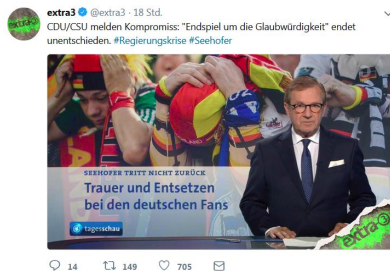 extra3 @extra3 · 18 Std.
CDU/CSU melden Kompromiss: "Endspiel um die Glaubwürdigkeit" endet
unentschieden. #Regierungskrise #Seehofer
SEEHOFER TRITT NICHT ZURÜCK
Trauer und Entsetzen
bei den deutschen Fans
tagesschau
extra3
14 149 705